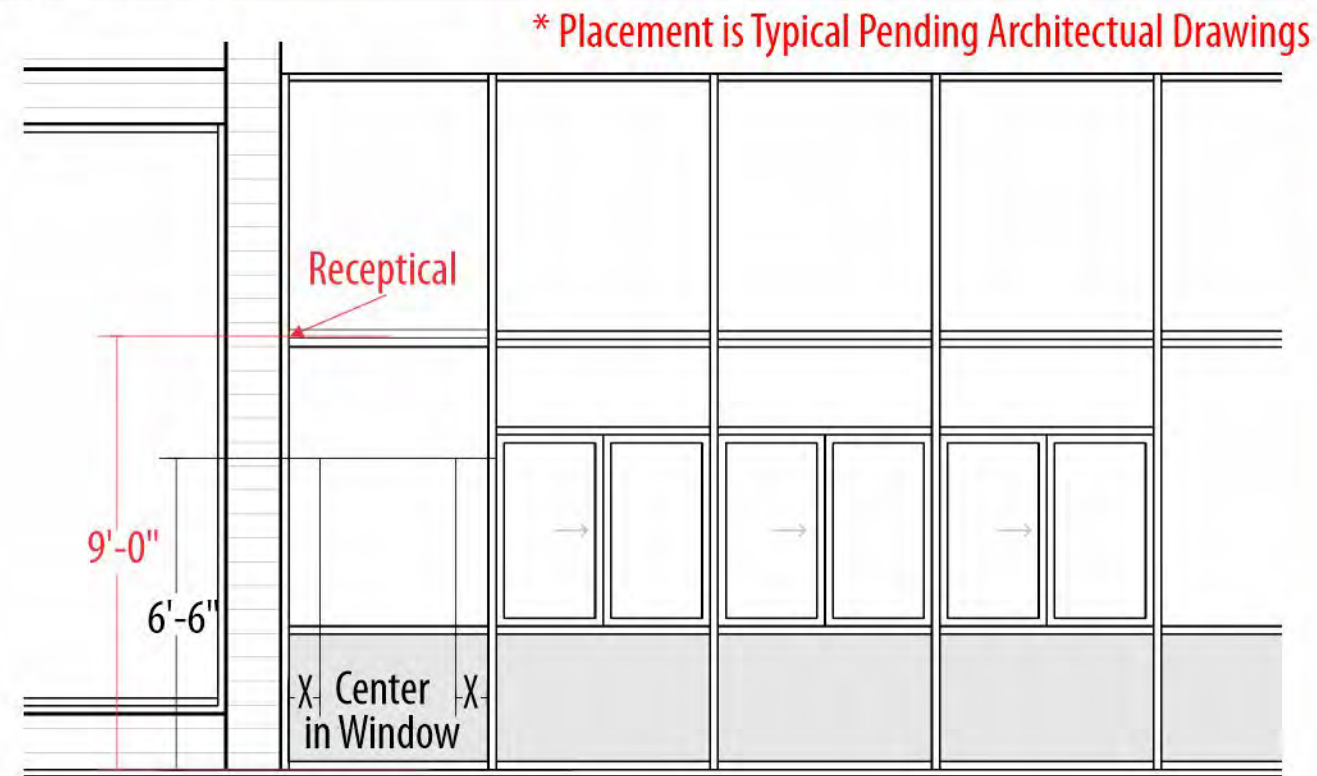 * Placement is Typical Pending Architectual Drawings
Receptical
9'-0"
6'-6"
X Center X
in Window